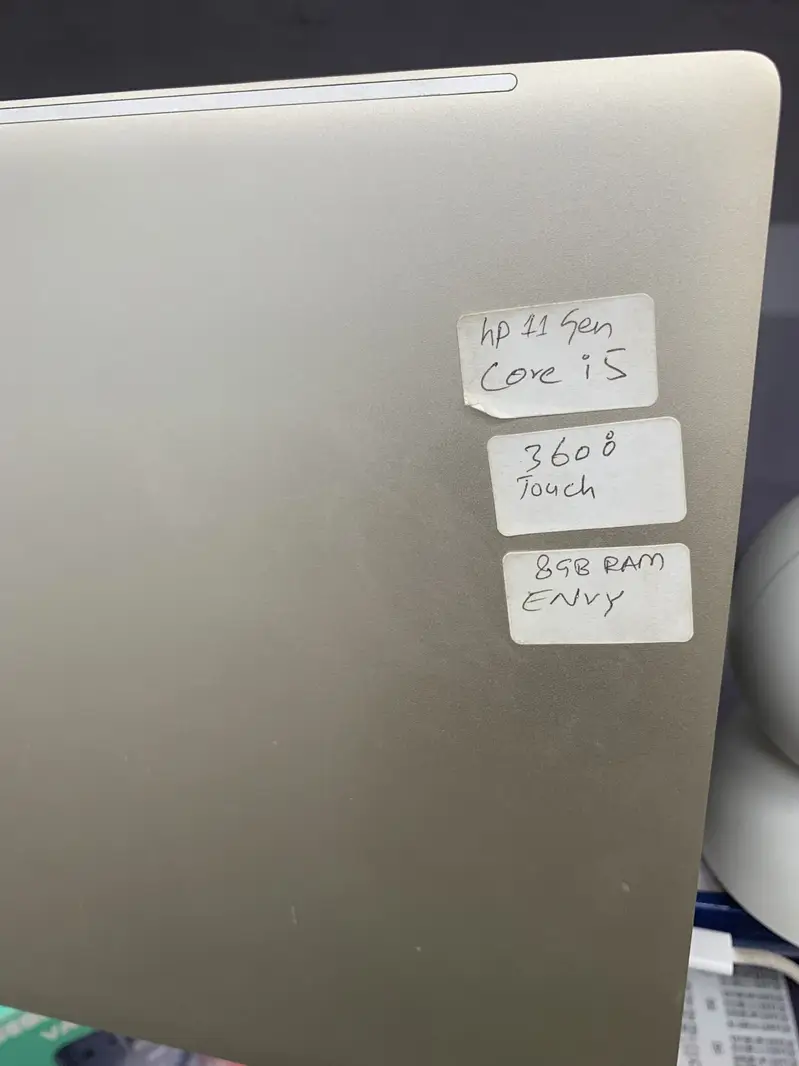 hp 11 Gen
Core i5
360°
Touch
8GB RAM
ENVY